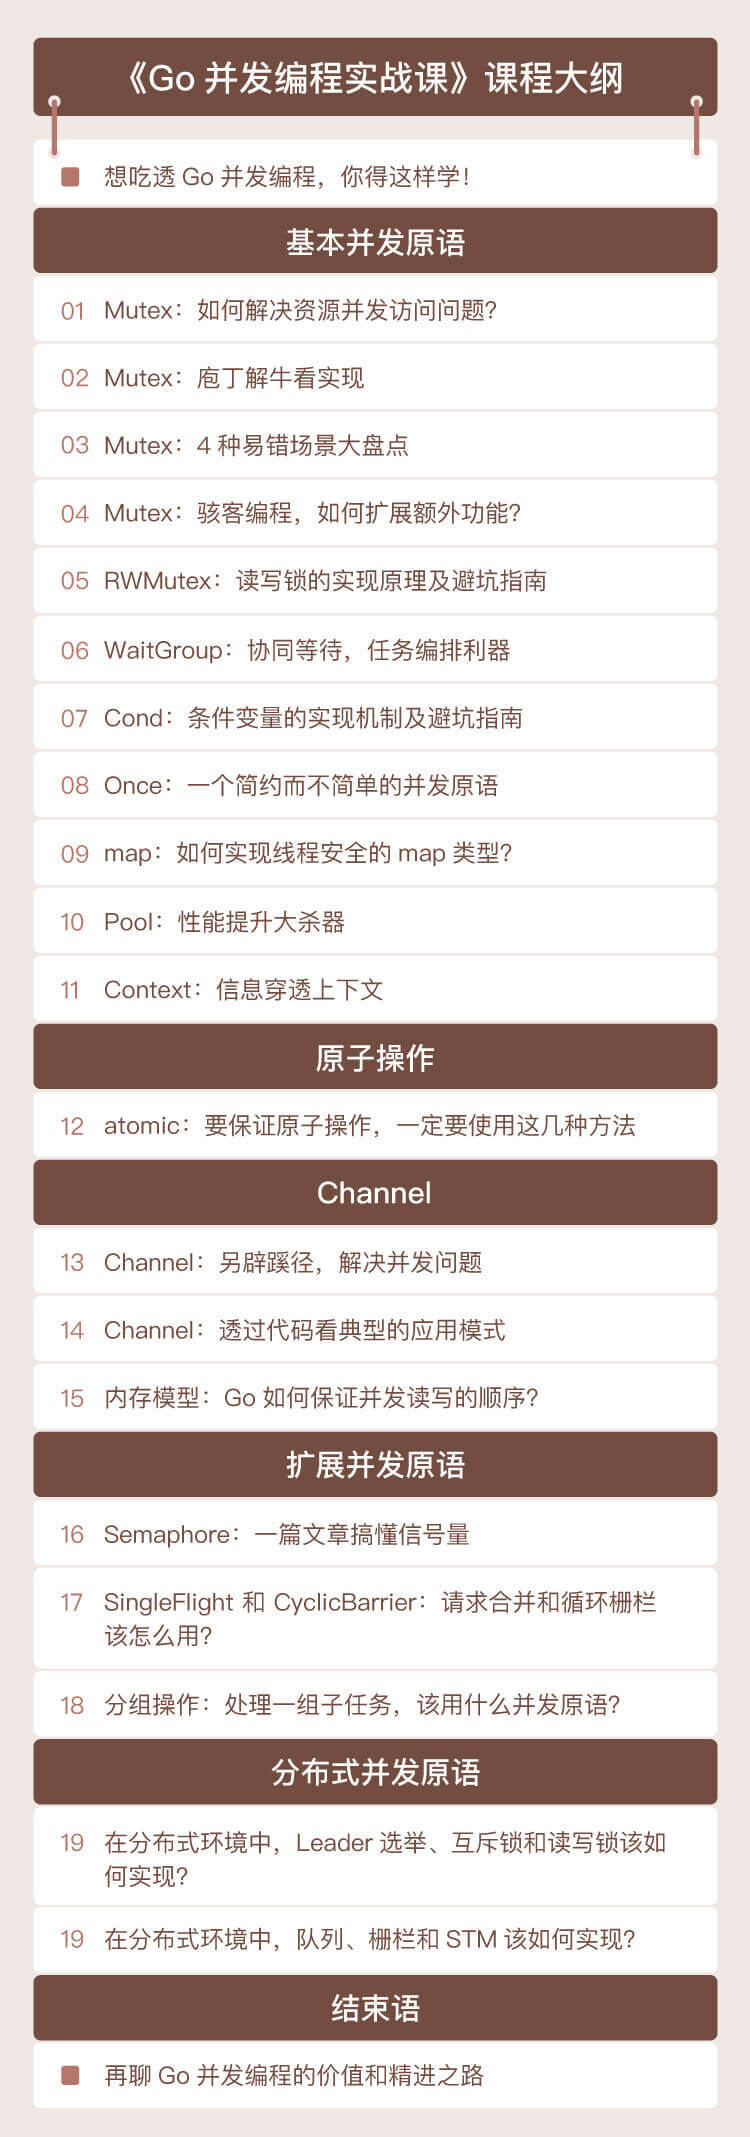 《Go 并发编程实战课》课程大纲
想吃透 Go 并发编程，你得这样学！
基本并发原语
01 Mutex：如何解决资源并发访问问题？
02 Mutex：庖丁解牛看实现
03 Mutex：4 种易错场景大盘点
04 Mutex：骇客编程，如何扩展额外功能？
05 RWMutex：读写锁的实现原理及避坑指南
06 WaitGroup：协同等待，任务编排利器
07 Cond：条件变量的实现机制及避坑指南
08 Once：一个简约而不简单的并发原语
09 map：如何实现线程安全的 map 类型？
10 Pool：性能提升大杀器
11 Context：信息穿透上下文
原子操作
12 atomic：要保证原子操作，一定要使用这几种方法
Channel
13 Channel：另辟蹊径，解决并发问题
14 Channel：透过代码看典型的应用模式
15 内存模型：Go 如何保证并发读写的顺序？
扩展并发原语
16 Semaphore：一篇文章搞懂信号量
17 SingleFlight 和 CyclicBarrier：请求合并和循环栅栏
该怎么用？
18 分组操作：处理一组子任务，该用什么并发原语？
分布式并发原语
19 在分布式环境中，Leader 选举、互斥锁和读写锁该如
何实现？
19 在分布式环境中，队列、栅栏和 STM 该如何实现？
结束语
再聊 Go 并发编程的价值和精进之路